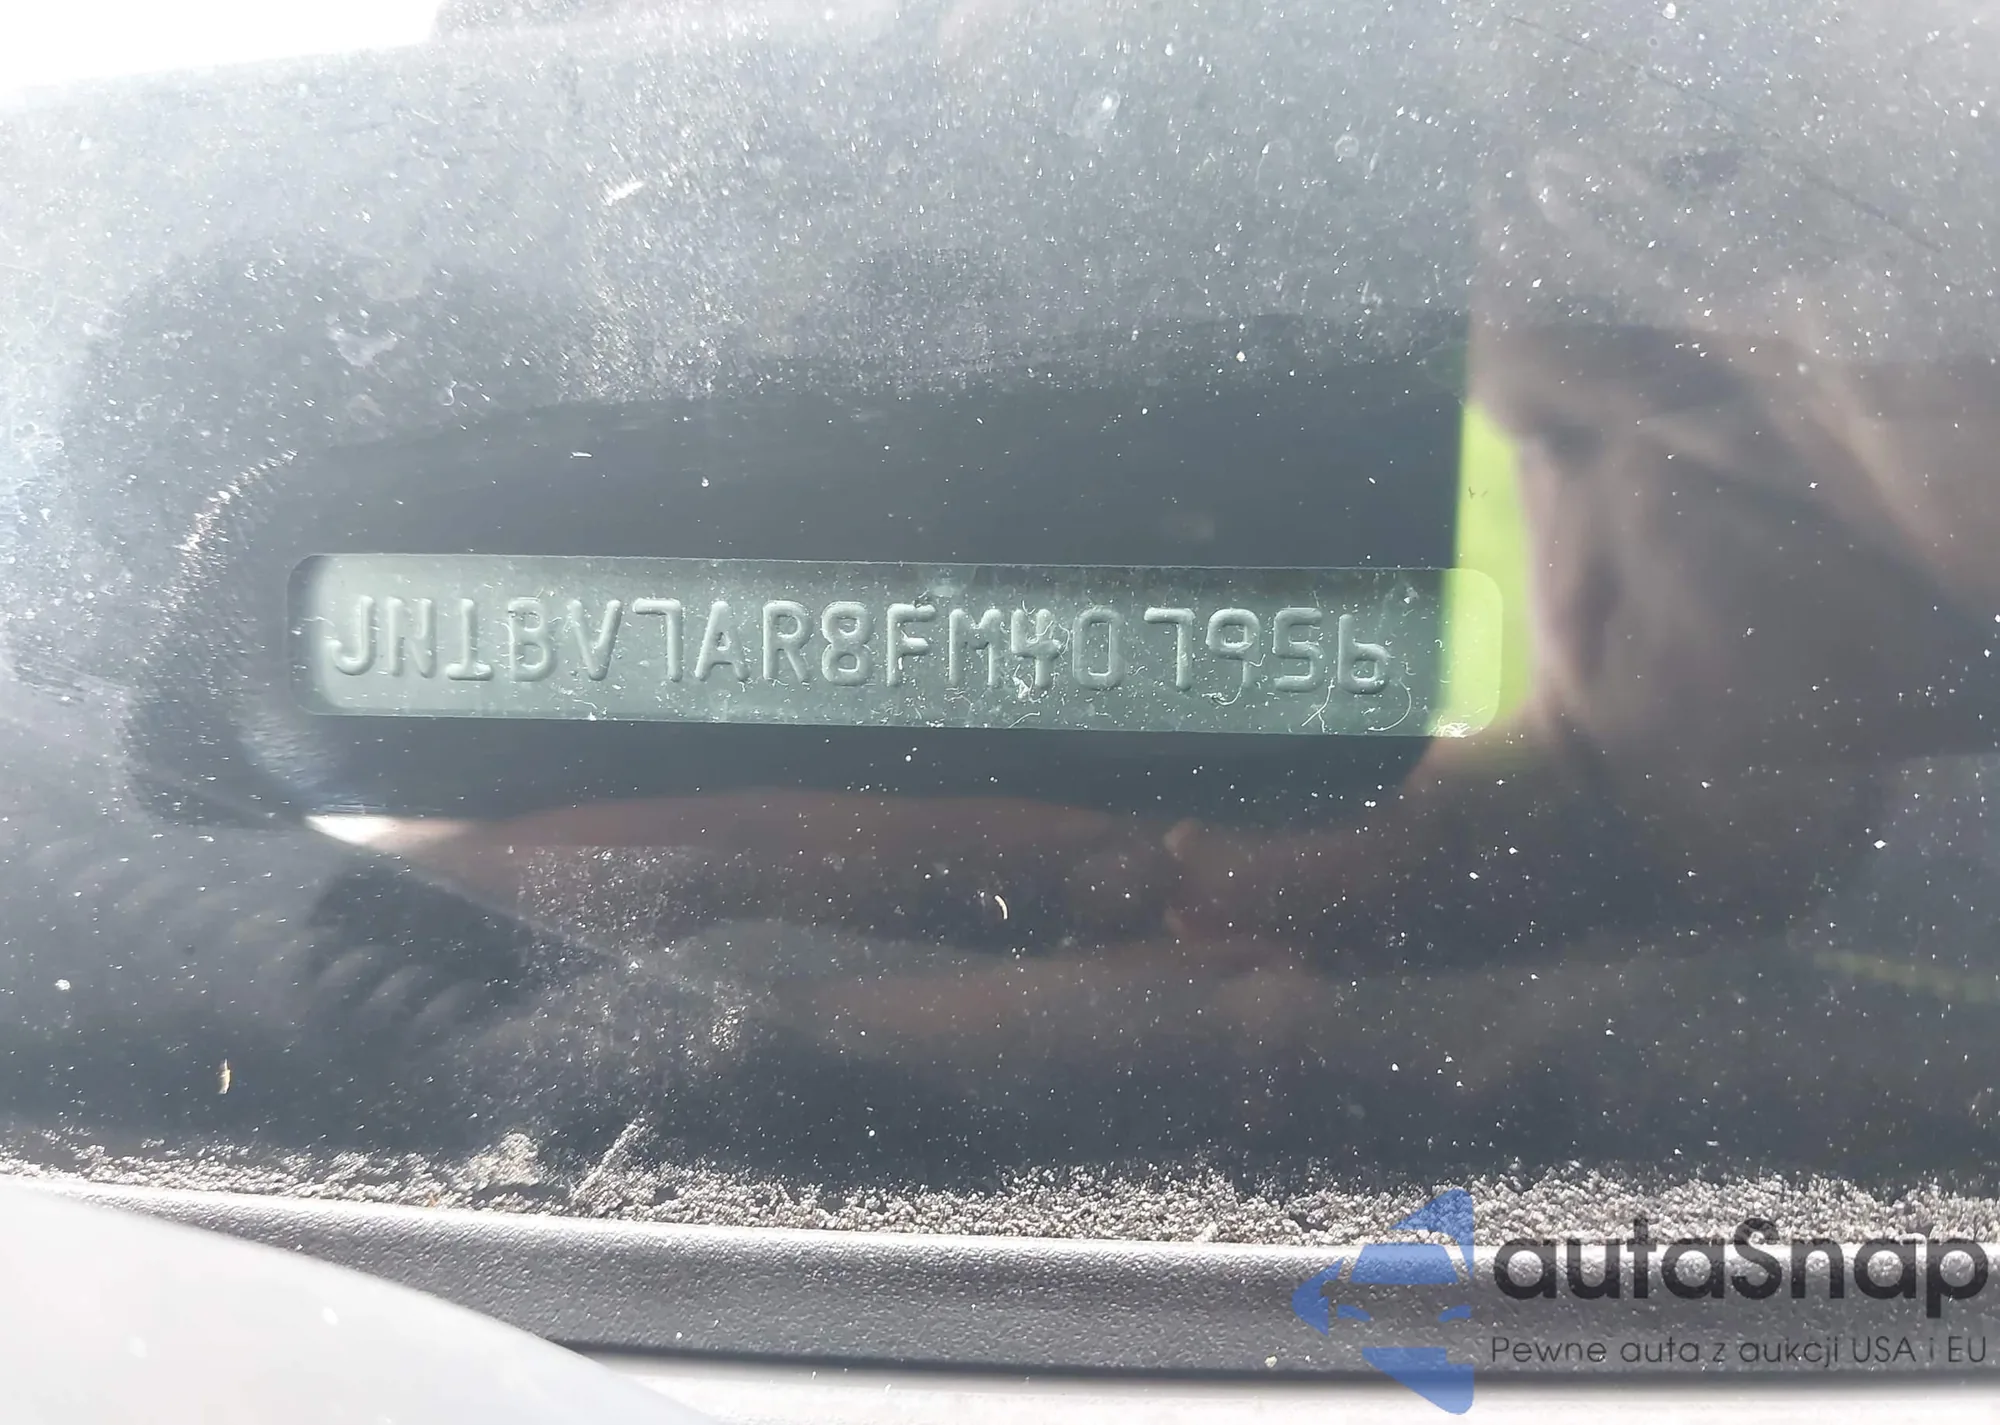 JN1BV7AR8FM407956
autaSnap
Pewne auta z aukcji USA i EU